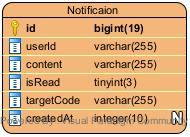 Notificaion
id bigint(19)
userId varchar(255)
content varchar(255)
isRead tinyint(3)
targetCode varchar(255)
createdAt integer(10) N